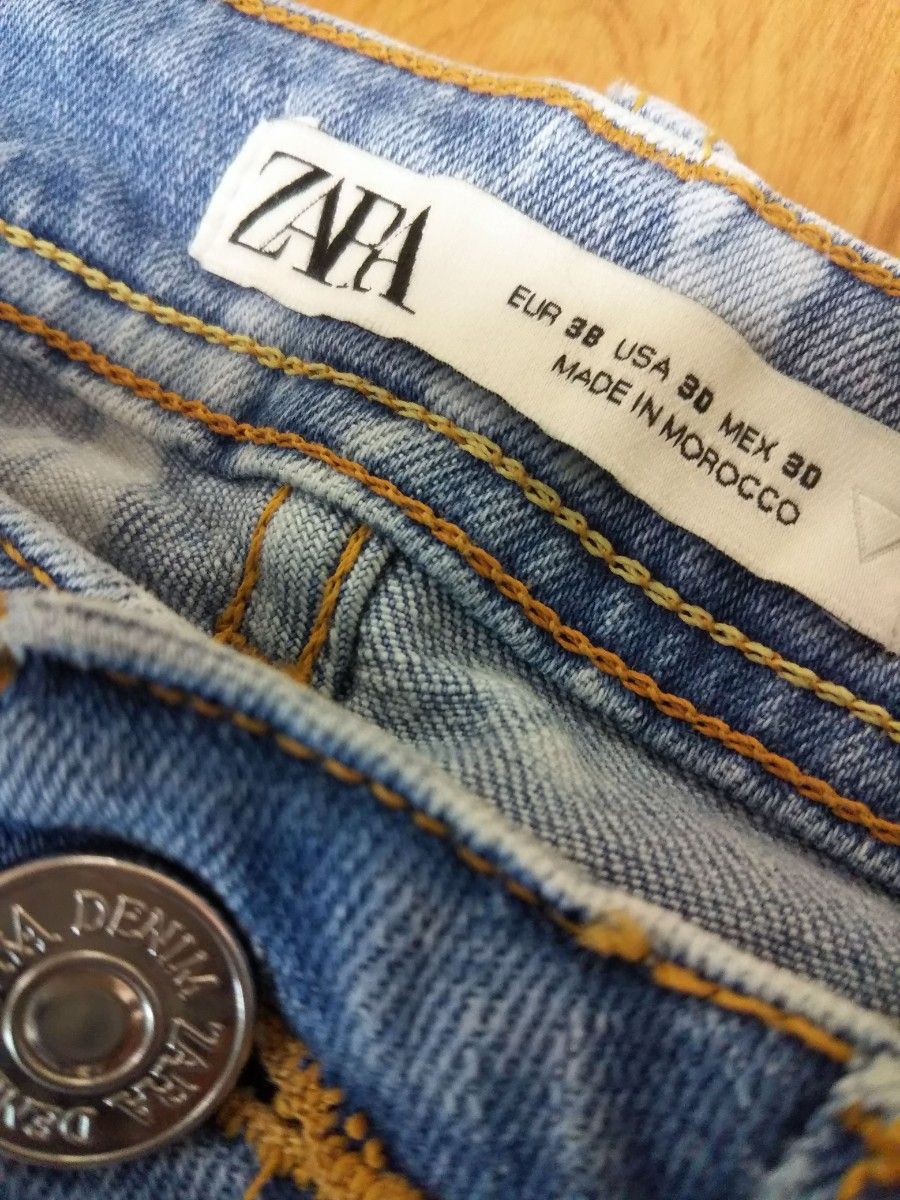 ZARA
EUR 38 USA 30 MEX 30
MADE IN MOROCCO
DENIM ZARA